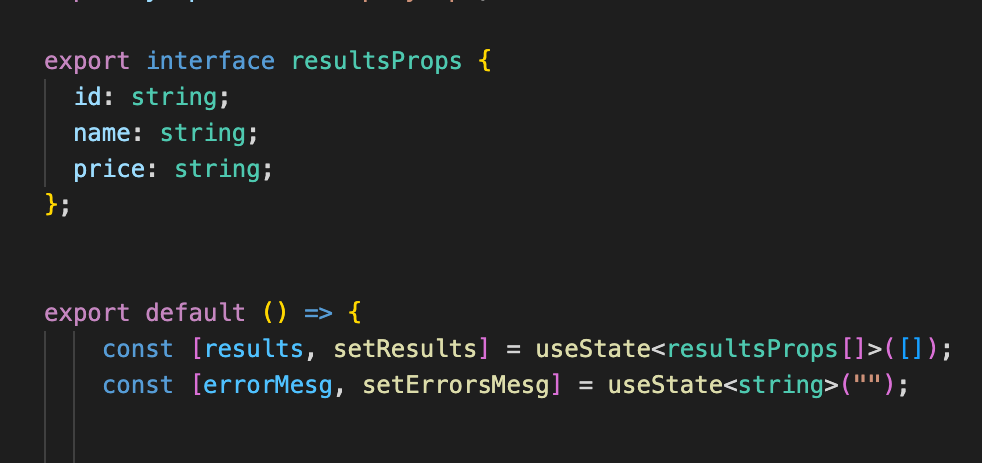 export interface resultsProps {
id: string;
name: string;
price: string;
};
export default () => {
const [results, setResults] = useState<resultsProps[]>([]);
const [errorMesg, setErrorsMesg] = useState<string>("");